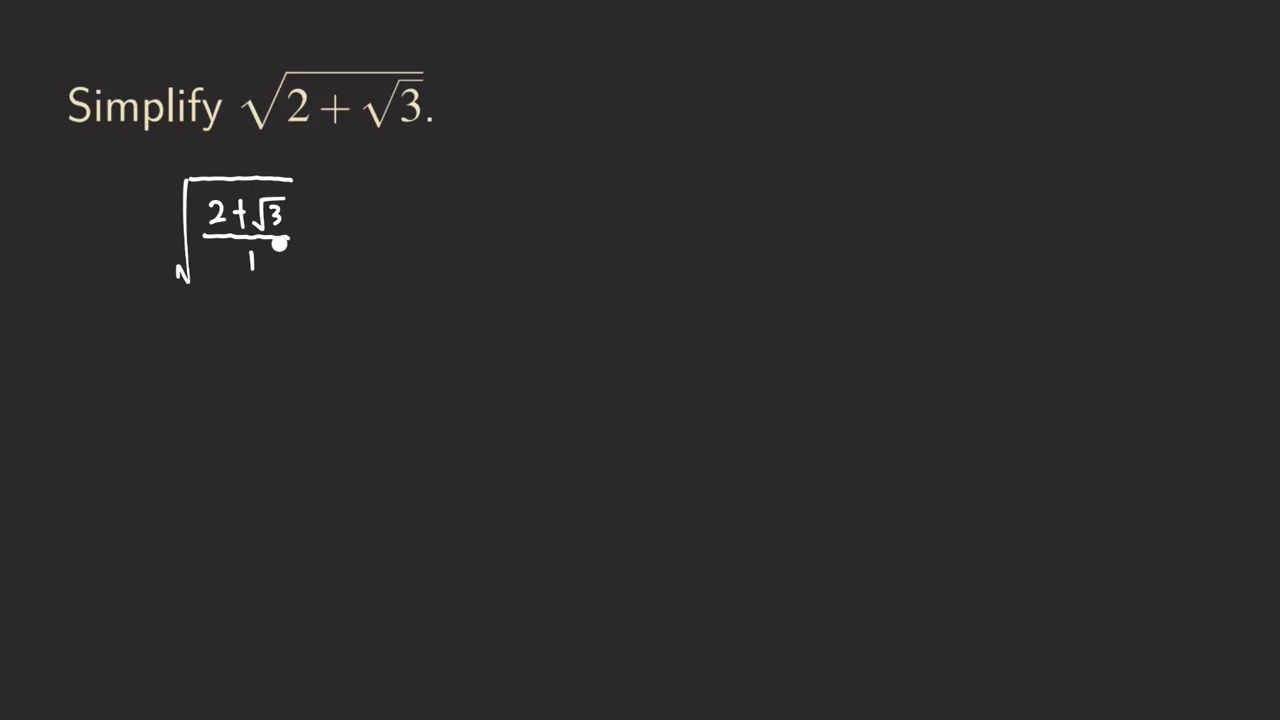 Simplify √(2 + √3).
√((2+√3)/1)